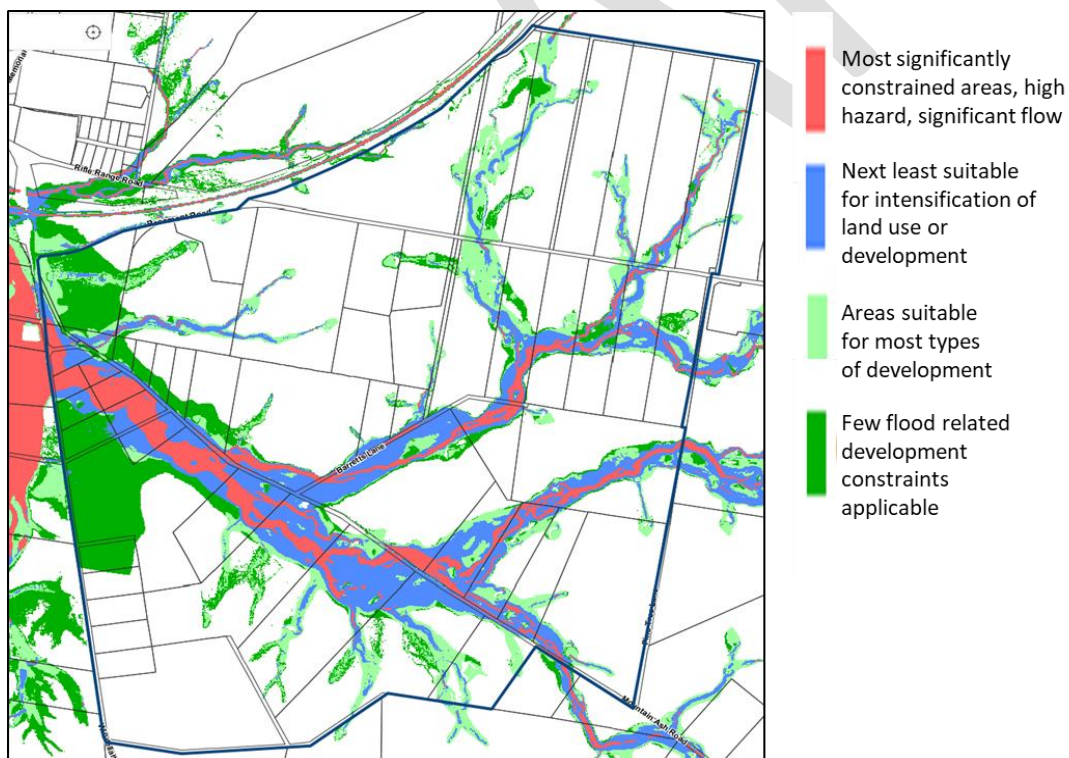 Most significantly
constrained areas, high
hazard, significant flow
Next least suitable
for intensification of
land use or
development
Areas suitable
for most types
of development
Few flood related
development
constraints
applicable
Rifle Range Road
Road
Barretts Lane
Mountain Ash Road